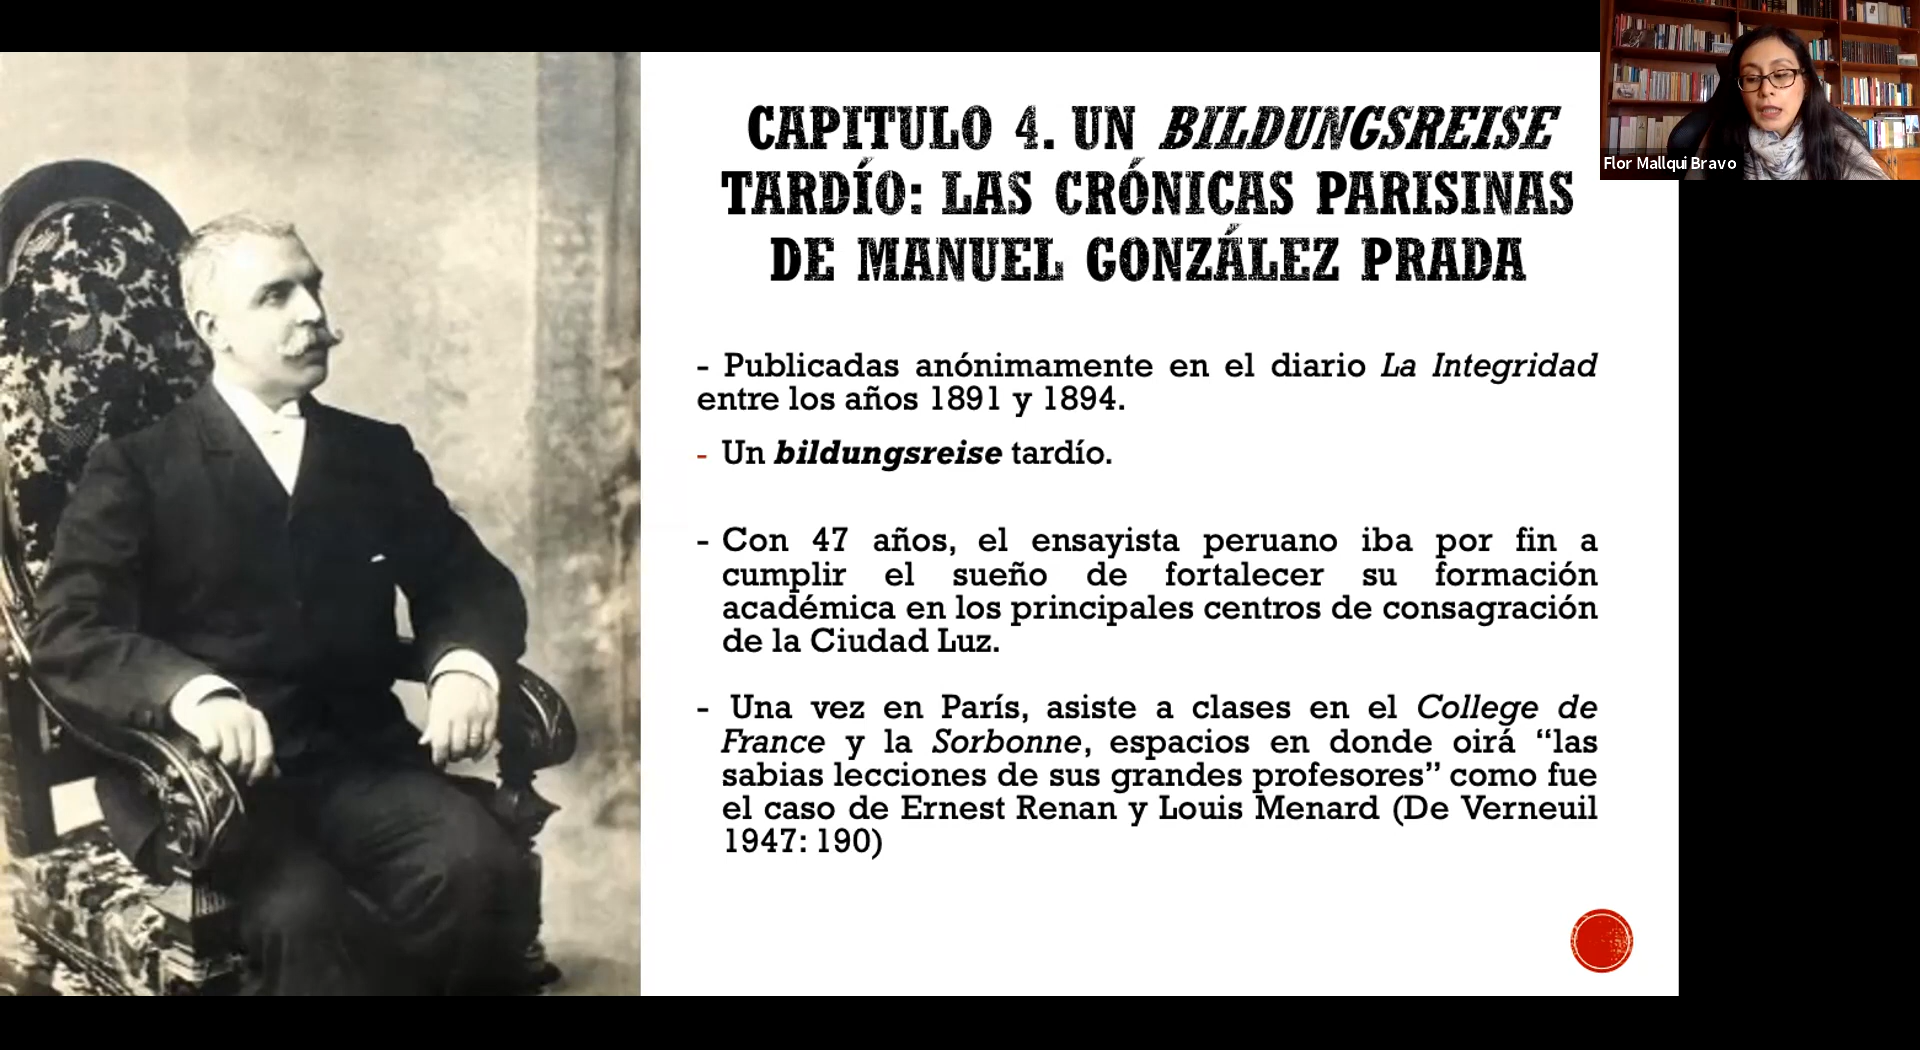 CAPITULO 4. UN BILDUNGSREISE
TARDÍO: LAS CRÓNICAS PARISINAS
DE MANUEL GONZÁLEZ PRADA
Flor Mallqui Bravo
- Publicadas anónimamente en el diario La Integridad
entre los años 1891 y 1894.
- Un bildungsreise tardío.
- Con 47 años, el ensayista peruano iba por fin a
cumplir el sueño de fortalecer su formación
académica en los principales centros de consagración
de la Ciudad Luz.
- Una vez en París, asiste a clases en el College de
France y la Sorbonne, espacios en donde oirá “las
sabias lecciones de sus grandes profesores” como fue
el caso de Ernest Renan y Louis Menard (De Verneuil
1947: 190)